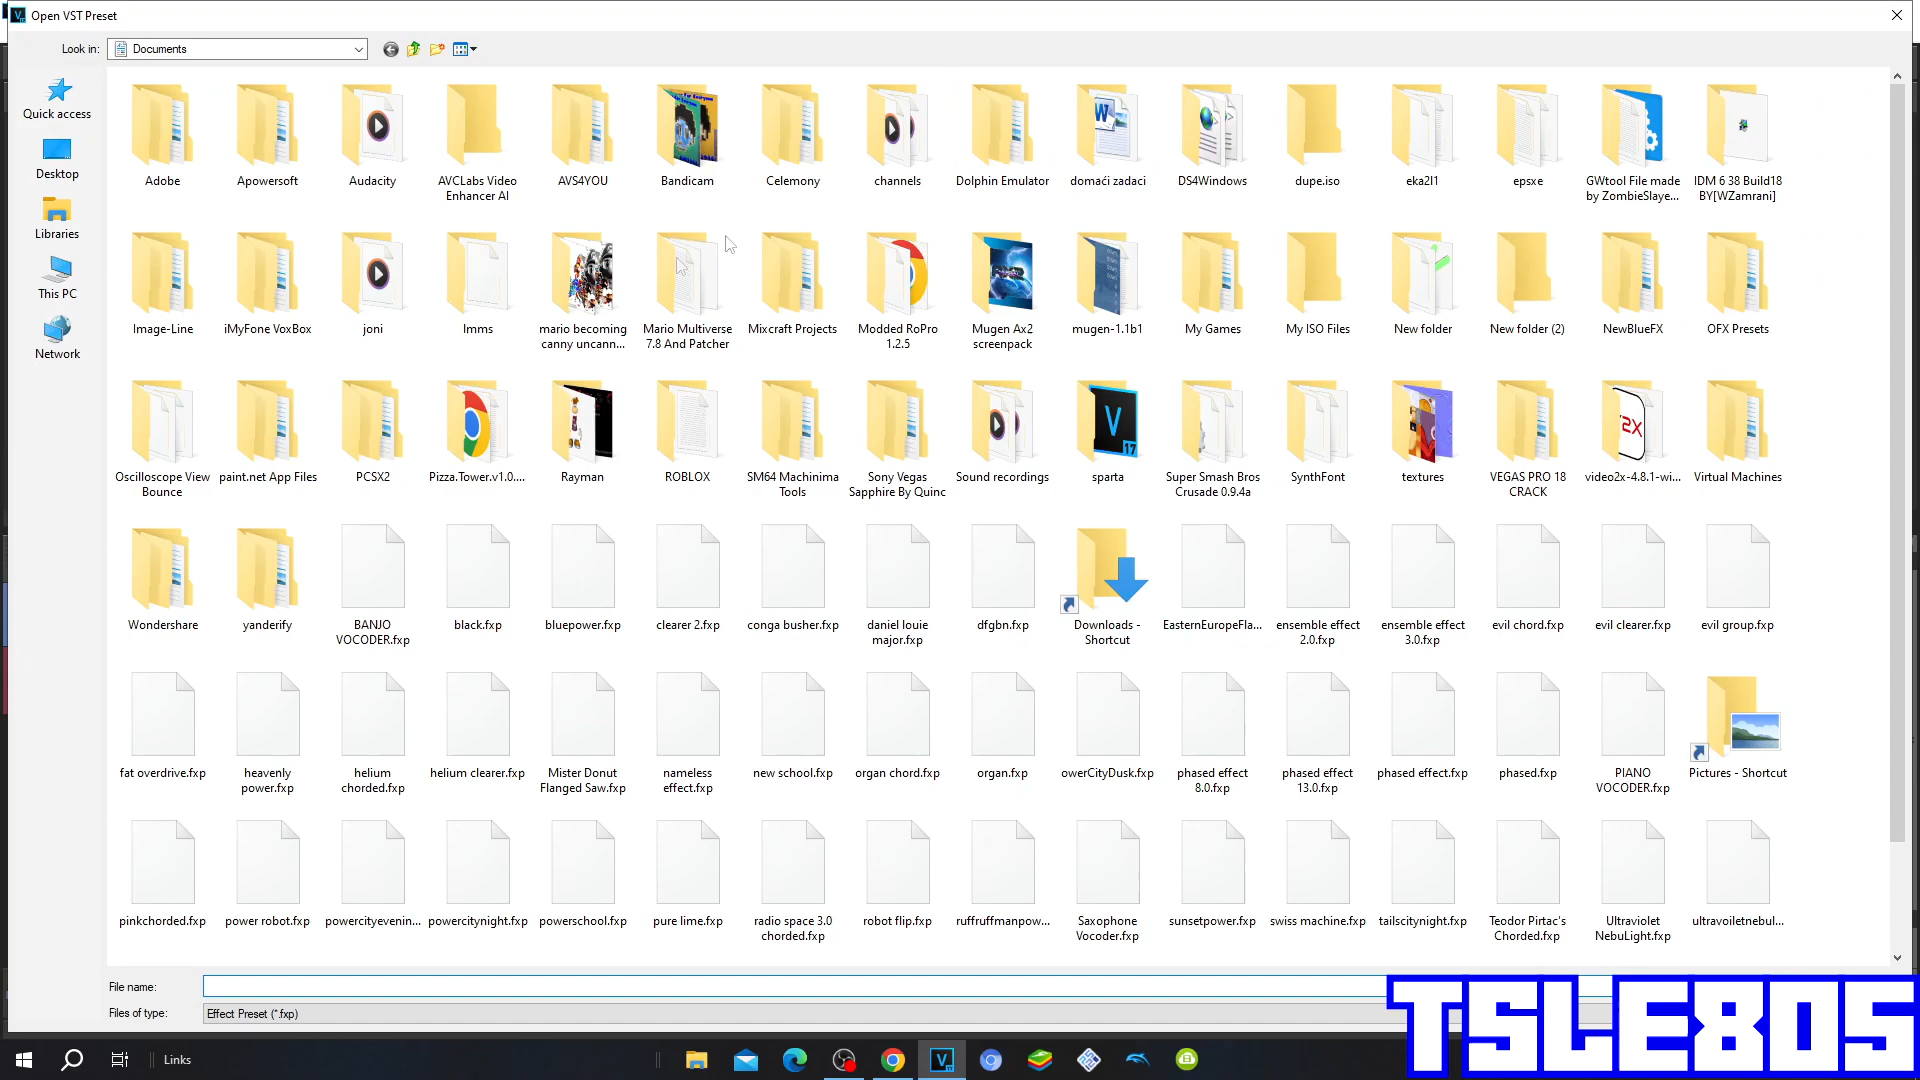 Open VST Preset
Look in:
Documents
Quick access
Desktop
Libraries
This PC
Network
Adobe
Apowersoft
Audacity
AVCLabs Video
Enhancer AI
AVS4YOU
Bandicam
Celemony
channels
Dolphin Emulator
domaći zadaci
DS4Windows
dupe.iso
eka2l1
epsxe
GWtool File made
by ZombieSlaye...
IDM 6 38 Build18
BY[WZamrani]
Image-Line
iMyFone VoxBox
joni
lmms
mario becoming
canny uncann...
Mario Multiverse
7.8 And Patcher
Mixcraft Projects
Modded RoPro
1.2.5
Mugen Ax2
screenpack
mugen-1.1b1
My Games
My ISO Files
New folder
New folder (2)
NewBlueFX
OFX Presets
Oscilloscope View
Bounce
paint.net App Files
PCSX2
Pizza.Tower.v1.0....
Rayman
ROBLOX
SM64 Machinima
Tools
Sony Vegas
Sapphire By Quinc
Sound recordings
sparta
Super Smash Bros
Crusade 0.9.4a
SynthFont
textures
VEGAS PRO 18
CRACK
video2x-4.8.1-wi...
Virtual Machines
Wondershare
yanderify
BANJO
VOCODER.fxp
black.fxp
bluepower.fxp
clearer 2.fxp
conga busher.fxp
daniel louie
major.fxp
dfgbn.fxp
Downloads -
Shortcut
EasternEuropeFla...
ensemble effect
2.0.fxp
ensemble effect
3.0.fxp
evil chord.fxp
evil clearer.fxp
evil group.fxp
fat overdrive.fxp
heavenly
power.fxp
helium
chorded.fxp
helium clearer.fxp
Mister Donut
Flanged Saw.fxp
nameless
effect.fxp
new school.fxp
organ chord.fxp
organ.fxp
owerCityDusk.fxp
phased effect
8.0.fxp
phased effect
13.0.fxp
phased effect.fxp
phased.fxp
PIANO
VOCODER.fxp
Pictures - Shortcut
pinkchorded.fxp
power robot.fxp
powercityevenin...
powercitynight.fxp
powerschool.fxp
pure lime.fxp
radio space 3.0
chorded.fxp
robot flip.fxp
ruffruffmanpow...
Saxophone
Vocoder.fxp
sunsetpower.fxp
swiss machine.fxp
tailscitynight.fxp
Teodor Pirtac's
Chorded.fxp
Ultraviolet
NebuLight.fxp
ultravoiletnebul...
File name:
Files of type:
Effect Preset (*.fxp)
Links
TSLE805